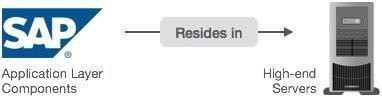 SAP
Resides in
Application Layer
Components
High-end
Servers